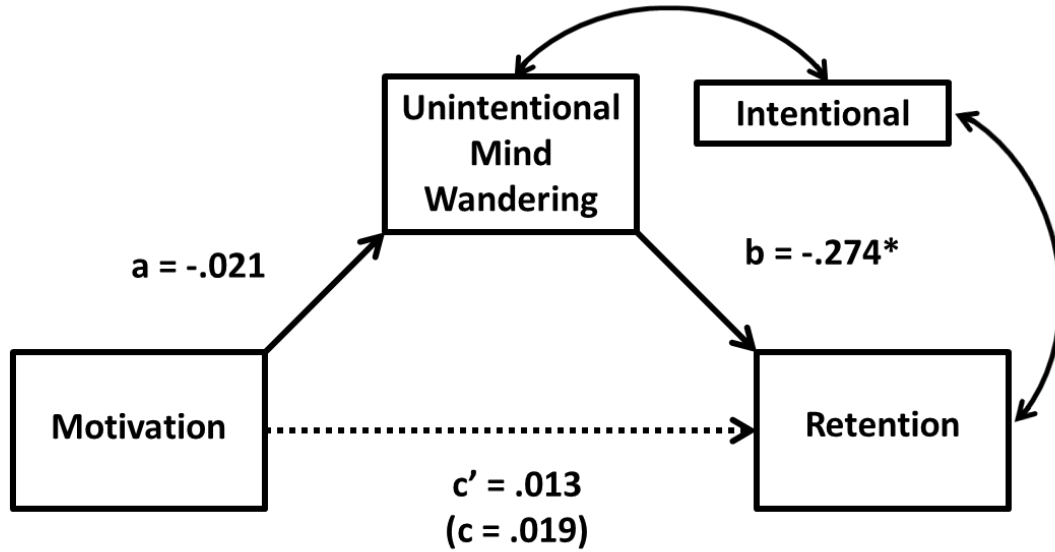 Unintentional
Mind
Wandering
Intentional
a = -.021
b = -.274*
Motivation
Retention
c’ = .013
(c = .019)